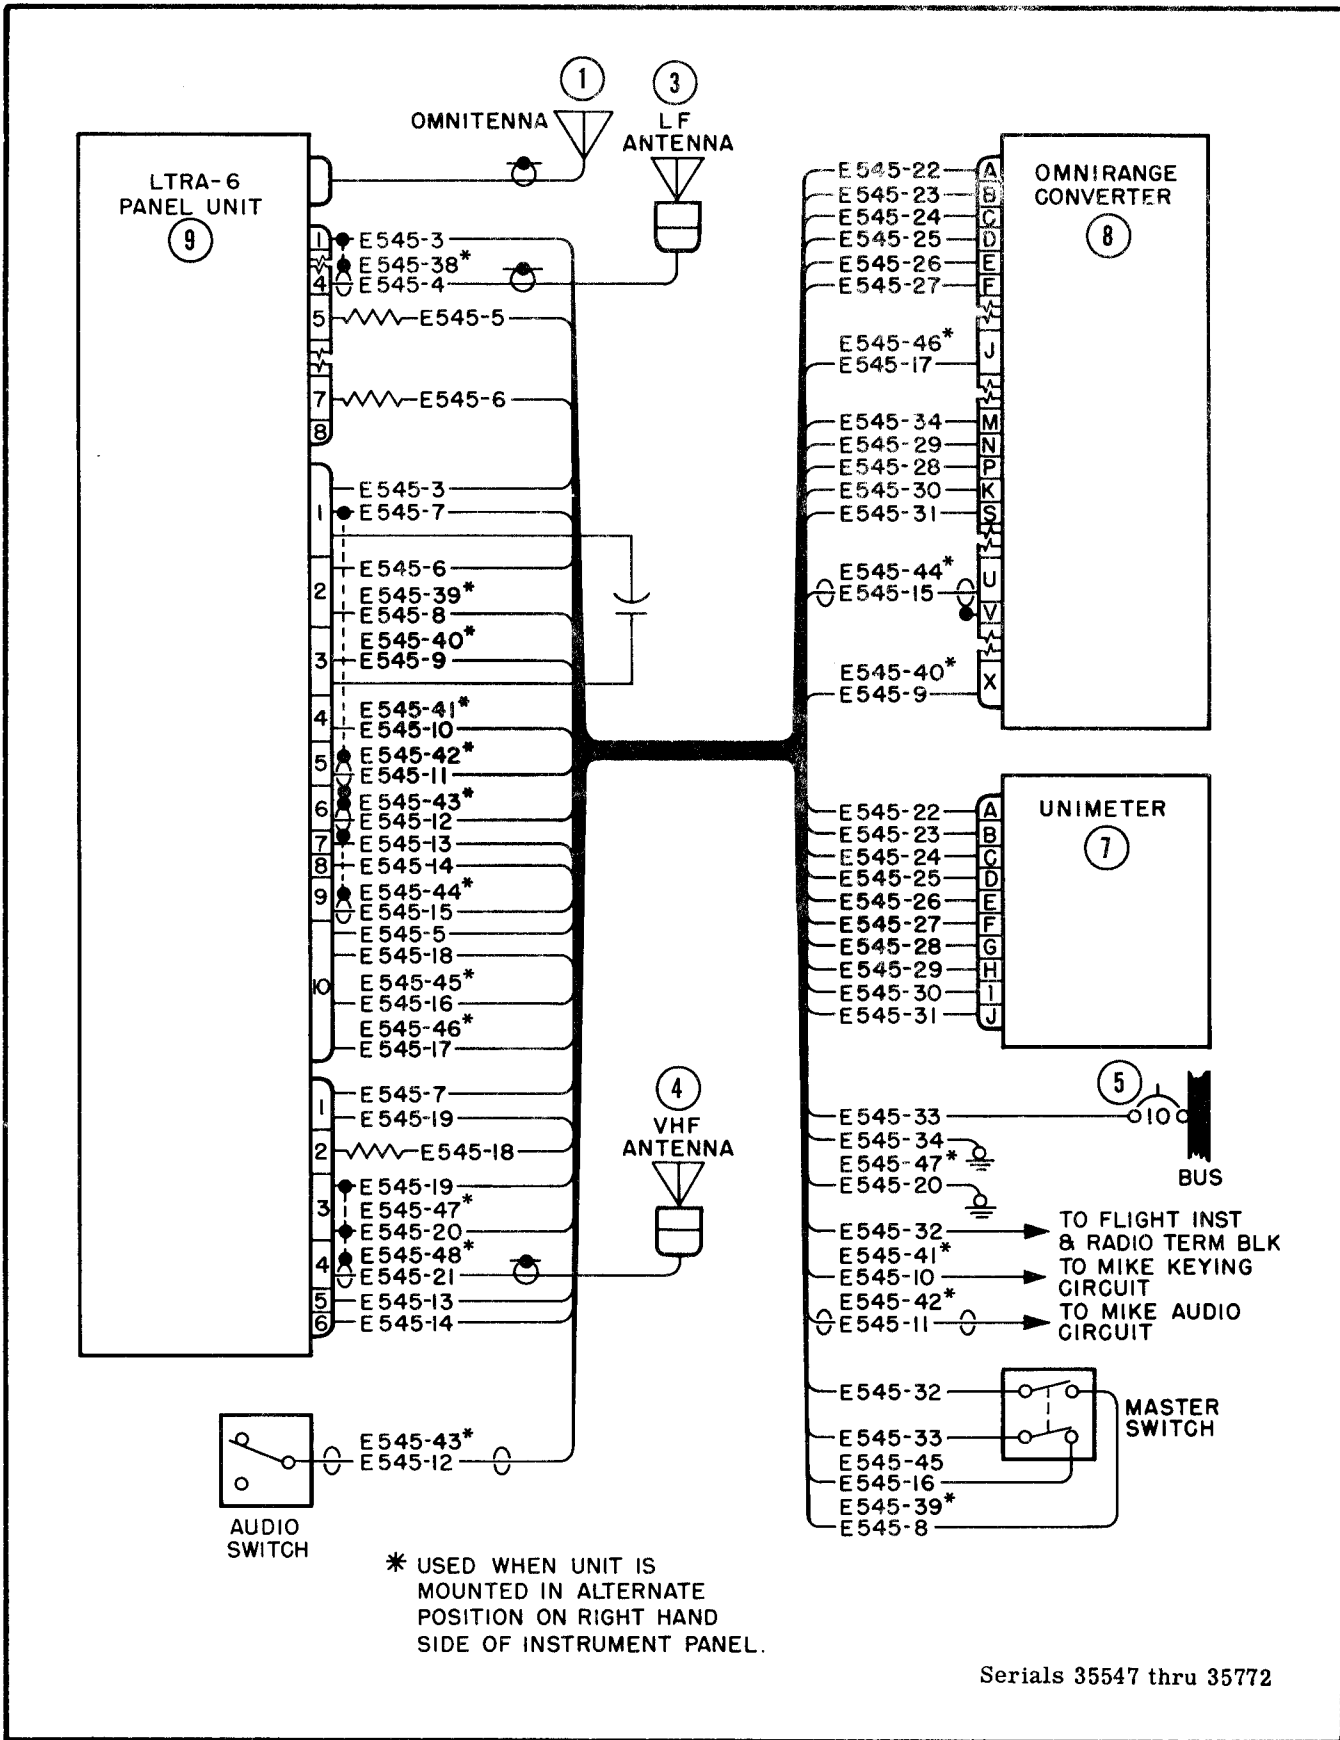 1
OMNITENNA
3
LF
ANTENNA
LTRA-6
PANEL UNIT
9
1 E545-3
E545-38*
4 E545-4
5 E545-5
7 E545-6
8
E545-3
1 E545-7
E545-6
2 E545-39*
E545-8
E545-40*
3 E545-9
E545-41*
4 E545-10
E545-42*
5 E545-11
E545-43*
6 E545-12
7 E545-13
8 E545-14
E545-44*
9 E545-15
E545-5
E545-18
E545-45*
10 E545-16
E545-46*
E545-17
E545-7
1 E545-19
2 E545-18
E545-19
3 E545-47*
E545-20
E545-48*
4 E545-21
5 E545-13
6 E545-14
4
VHF
ANTENNA
E545-43*
E545-12
AUDIO
SWITCH
OMNIRANGE
CONVERTER
8
E545-22 A
E545-23 B
E545-24 C
E545-25 D
E545-26 E
E545-27 F
E545-46* J
E545-17
E545-34 M
E545-29 N
E545-28 P
E545-30 K
E545-31 S
E545-44* U
E545-15
V
E545-40* X
E545-9
UNIMETER
7
E545-22 A
E545-23 B
E545-24 C
E545-25 D
E545-26 E
E545-27 F
E545-28 G
E545-29 H
E545-30 I
E545-31 J
5
E545-33 10
BUS
E545-34
E545-47*
E545-20
E545-32 TO FLIGHT INST
& RADIO TERM BLK
E545-41*
E545-10 TO MIKE KEYING
CIRCUIT
E545-42*
E545-11 TO MIKE AUDIO
CIRCUIT
E545-32
E545-33
E545-45
E545-16
E545-39*
E545-8
MASTER
SWITCH
* USED WHEN UNIT IS
MOUNTED IN ALTERNATE
POSITION ON RIGHT HAND
SIDE OF INSTRUMENT PANEL.
Serials 35547 thru 35772